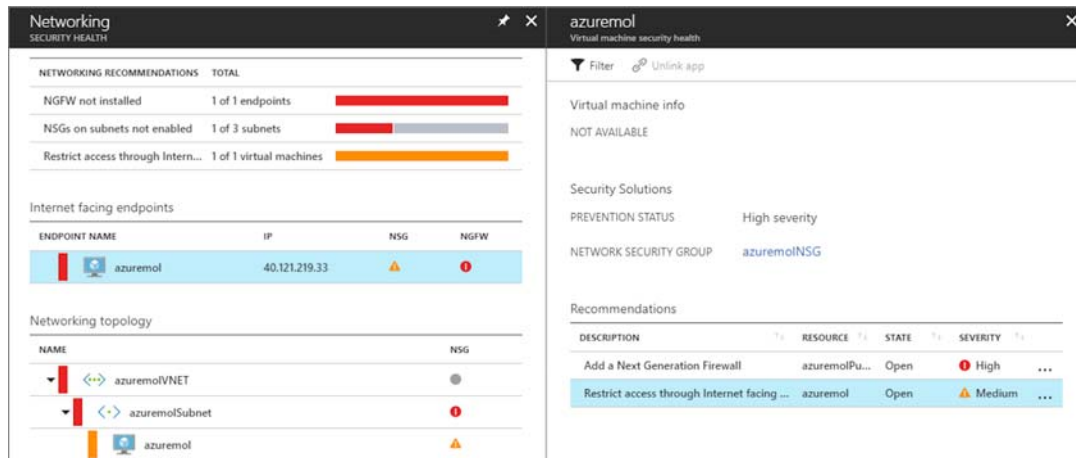 Networking
SECURITY HEALTH
NETWORKING RECOMMENDATIONS TOTAL
NGFW not installed 1 of 1 endpoints
NSGs on subnets not enabled 1 of 3 subnets
Restrict access through Intern... 1 of 1 virtual machines
Internet facing endpoints
ENDPOINT NAME IP NSG NGFW
azuremol 40.121.219.33
Networking topology
NAME NSG
azuremolVNET
azuremolSubnet
azuremol
azuremol
Virtual machine security health
Filter Unlink app
Virtual machine info
NOT AVAILABLE
Security Solutions
PREVENTION STATUS High severity
NETWORK SECURITY GROUP azuremolNSG
Recommendations
DESCRIPTION RESOURCE STATE SEVERITY
Add a Next Generation Firewall azuremolPu... Open High ...
Restrict access through Internet facing ... azuremol Open Medium ...